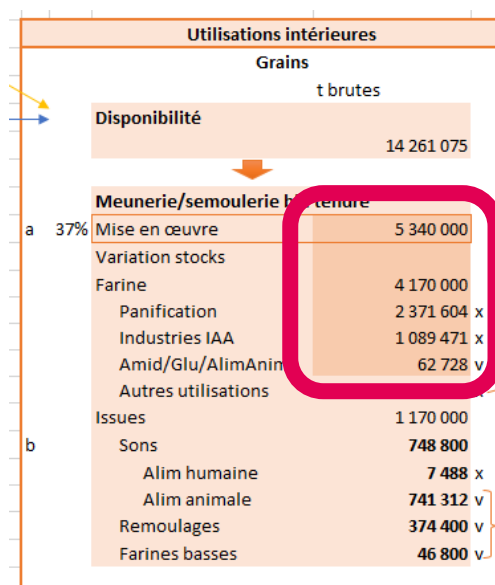 Utilisations intérieures
Grains
t brutes
Disponibilité
14 261 075
Meunerie/semoulerie tendre
a 37% Mise en œuvre 5 340 000
Variation stocks
Farine 4 170 000
Panification 2 371 604 x
Industries IAA 1 089 471 x
Amid/Glu/AlimAnim 62 728 v
Autres utilisations
Issues 1 170 000
b Sons 748 800
Alim humaine 7 488 x
Alim animale 741 312 v
Remoulages 374 400 v
Farines basses 46 800 v